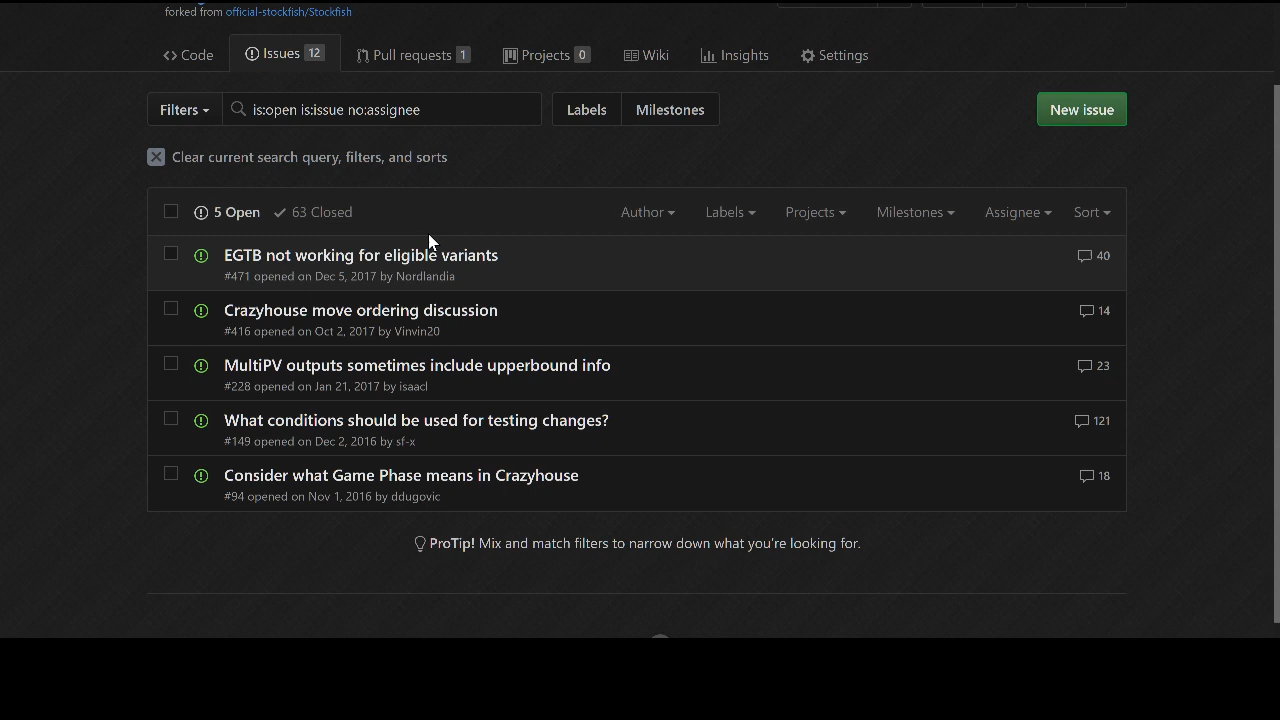 forked from official-stockfish/Stockfish
Code Issues 12 Pull requests 1 Projects 0 Wiki Insights Settings
Filters is:open is:issue no:assignee Labels Milestones New issue
Clear current search query, filters, and sorts
5 Open 63 Closed Author Labels Projects Milestones Assignee Sort
EGTB not working for eligible variants 40
#471 opened on Dec 5, 2017 by Nordlandia
Crazyhouse move ordering discussion 14
#416 opened on Oct 2, 2017 by Vinvin20
MultiPV outputs sometimes include upperbound info 23
#228 opened on Jan 21, 2017 by isaacl
What conditions should be used for testing changes? 121
#149 opened on Dec 2, 2016 by sf-x
Consider what Game Phase means in Crazyhouse 18
#94 opened on Nov 1, 2016 by ddugovic
ProTip! Mix and match filters to narrow down what you're looking for.